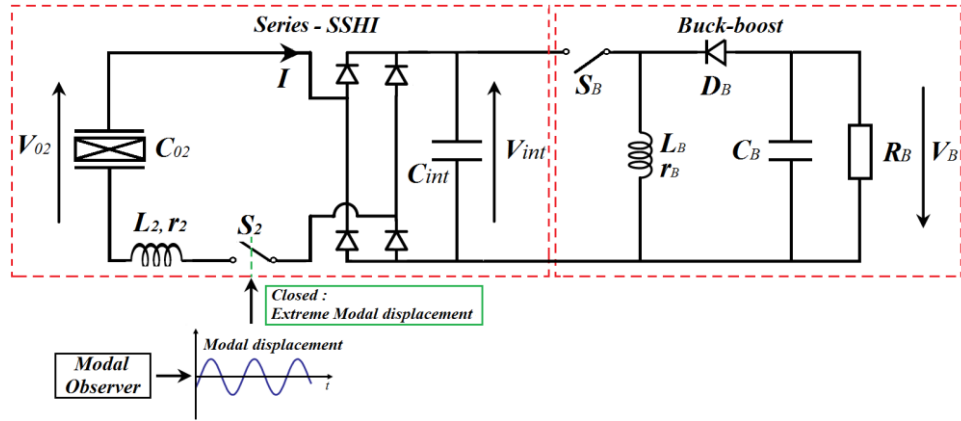 Series - SSHI
Buck-boost
I
S_B
D_B
V_02
C_02
C_int
V_int
L_B
r_B
C_B
R_B
V_B
L_2, r_2
S_2
Closed :
Extreme Modal displacement
Modal displacement
t
Modal
Observer